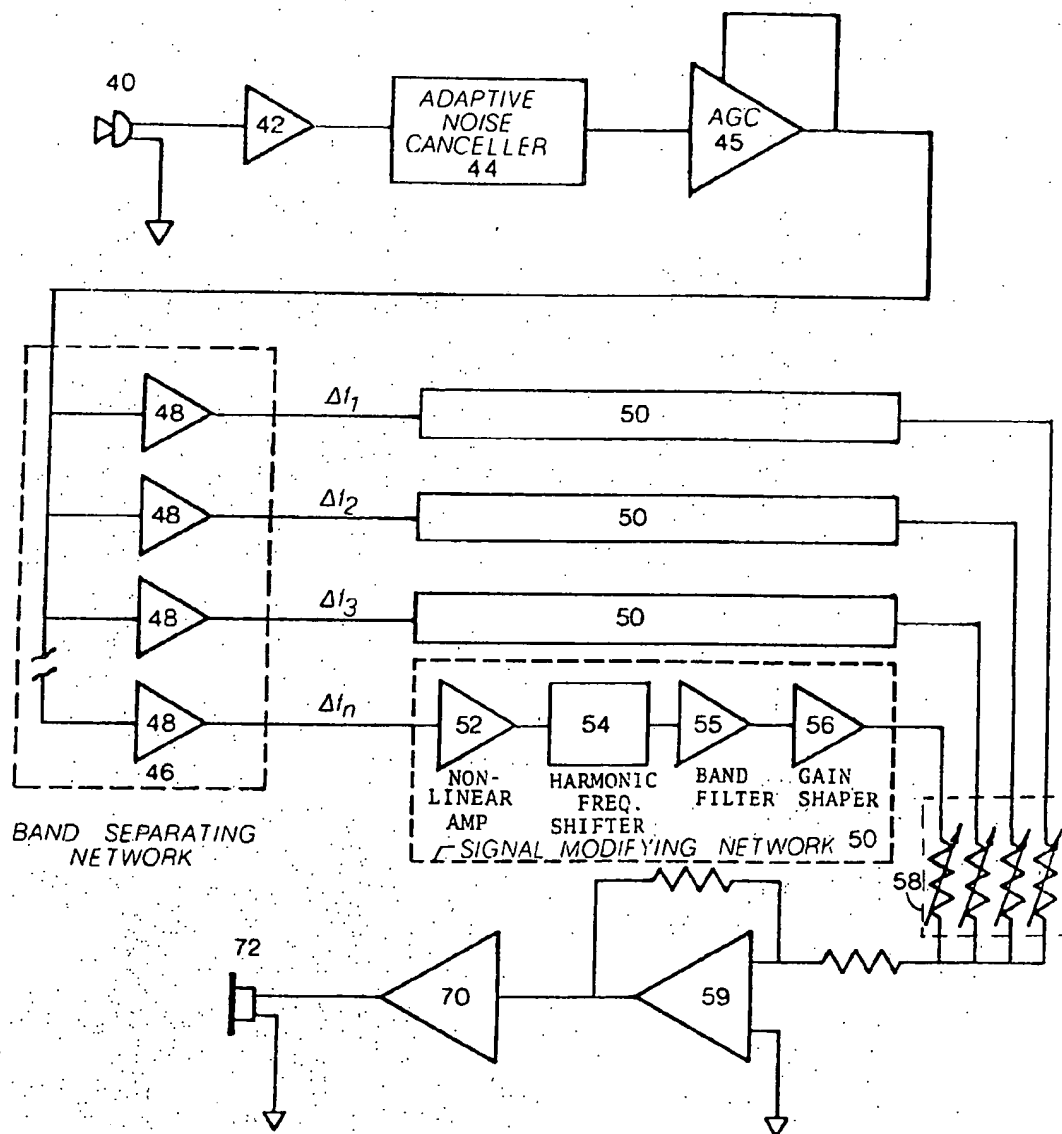 40
42
ADAPTIVE
NOISE
CANCELLER
44
AGC
45
48
Δf1
50
48
Δf2
50
48
Δf3
50
48
Δfn
52
54
55
56
46
NON-
LINEAR
AMP
HARMONIC
FREQ.
SHIFTER
BAND
FILTER
GAIN
SHAPER
BAND SEPARATING
NETWORK
SIGNAL MODIFYING NETWORK 50
58
72
70
59